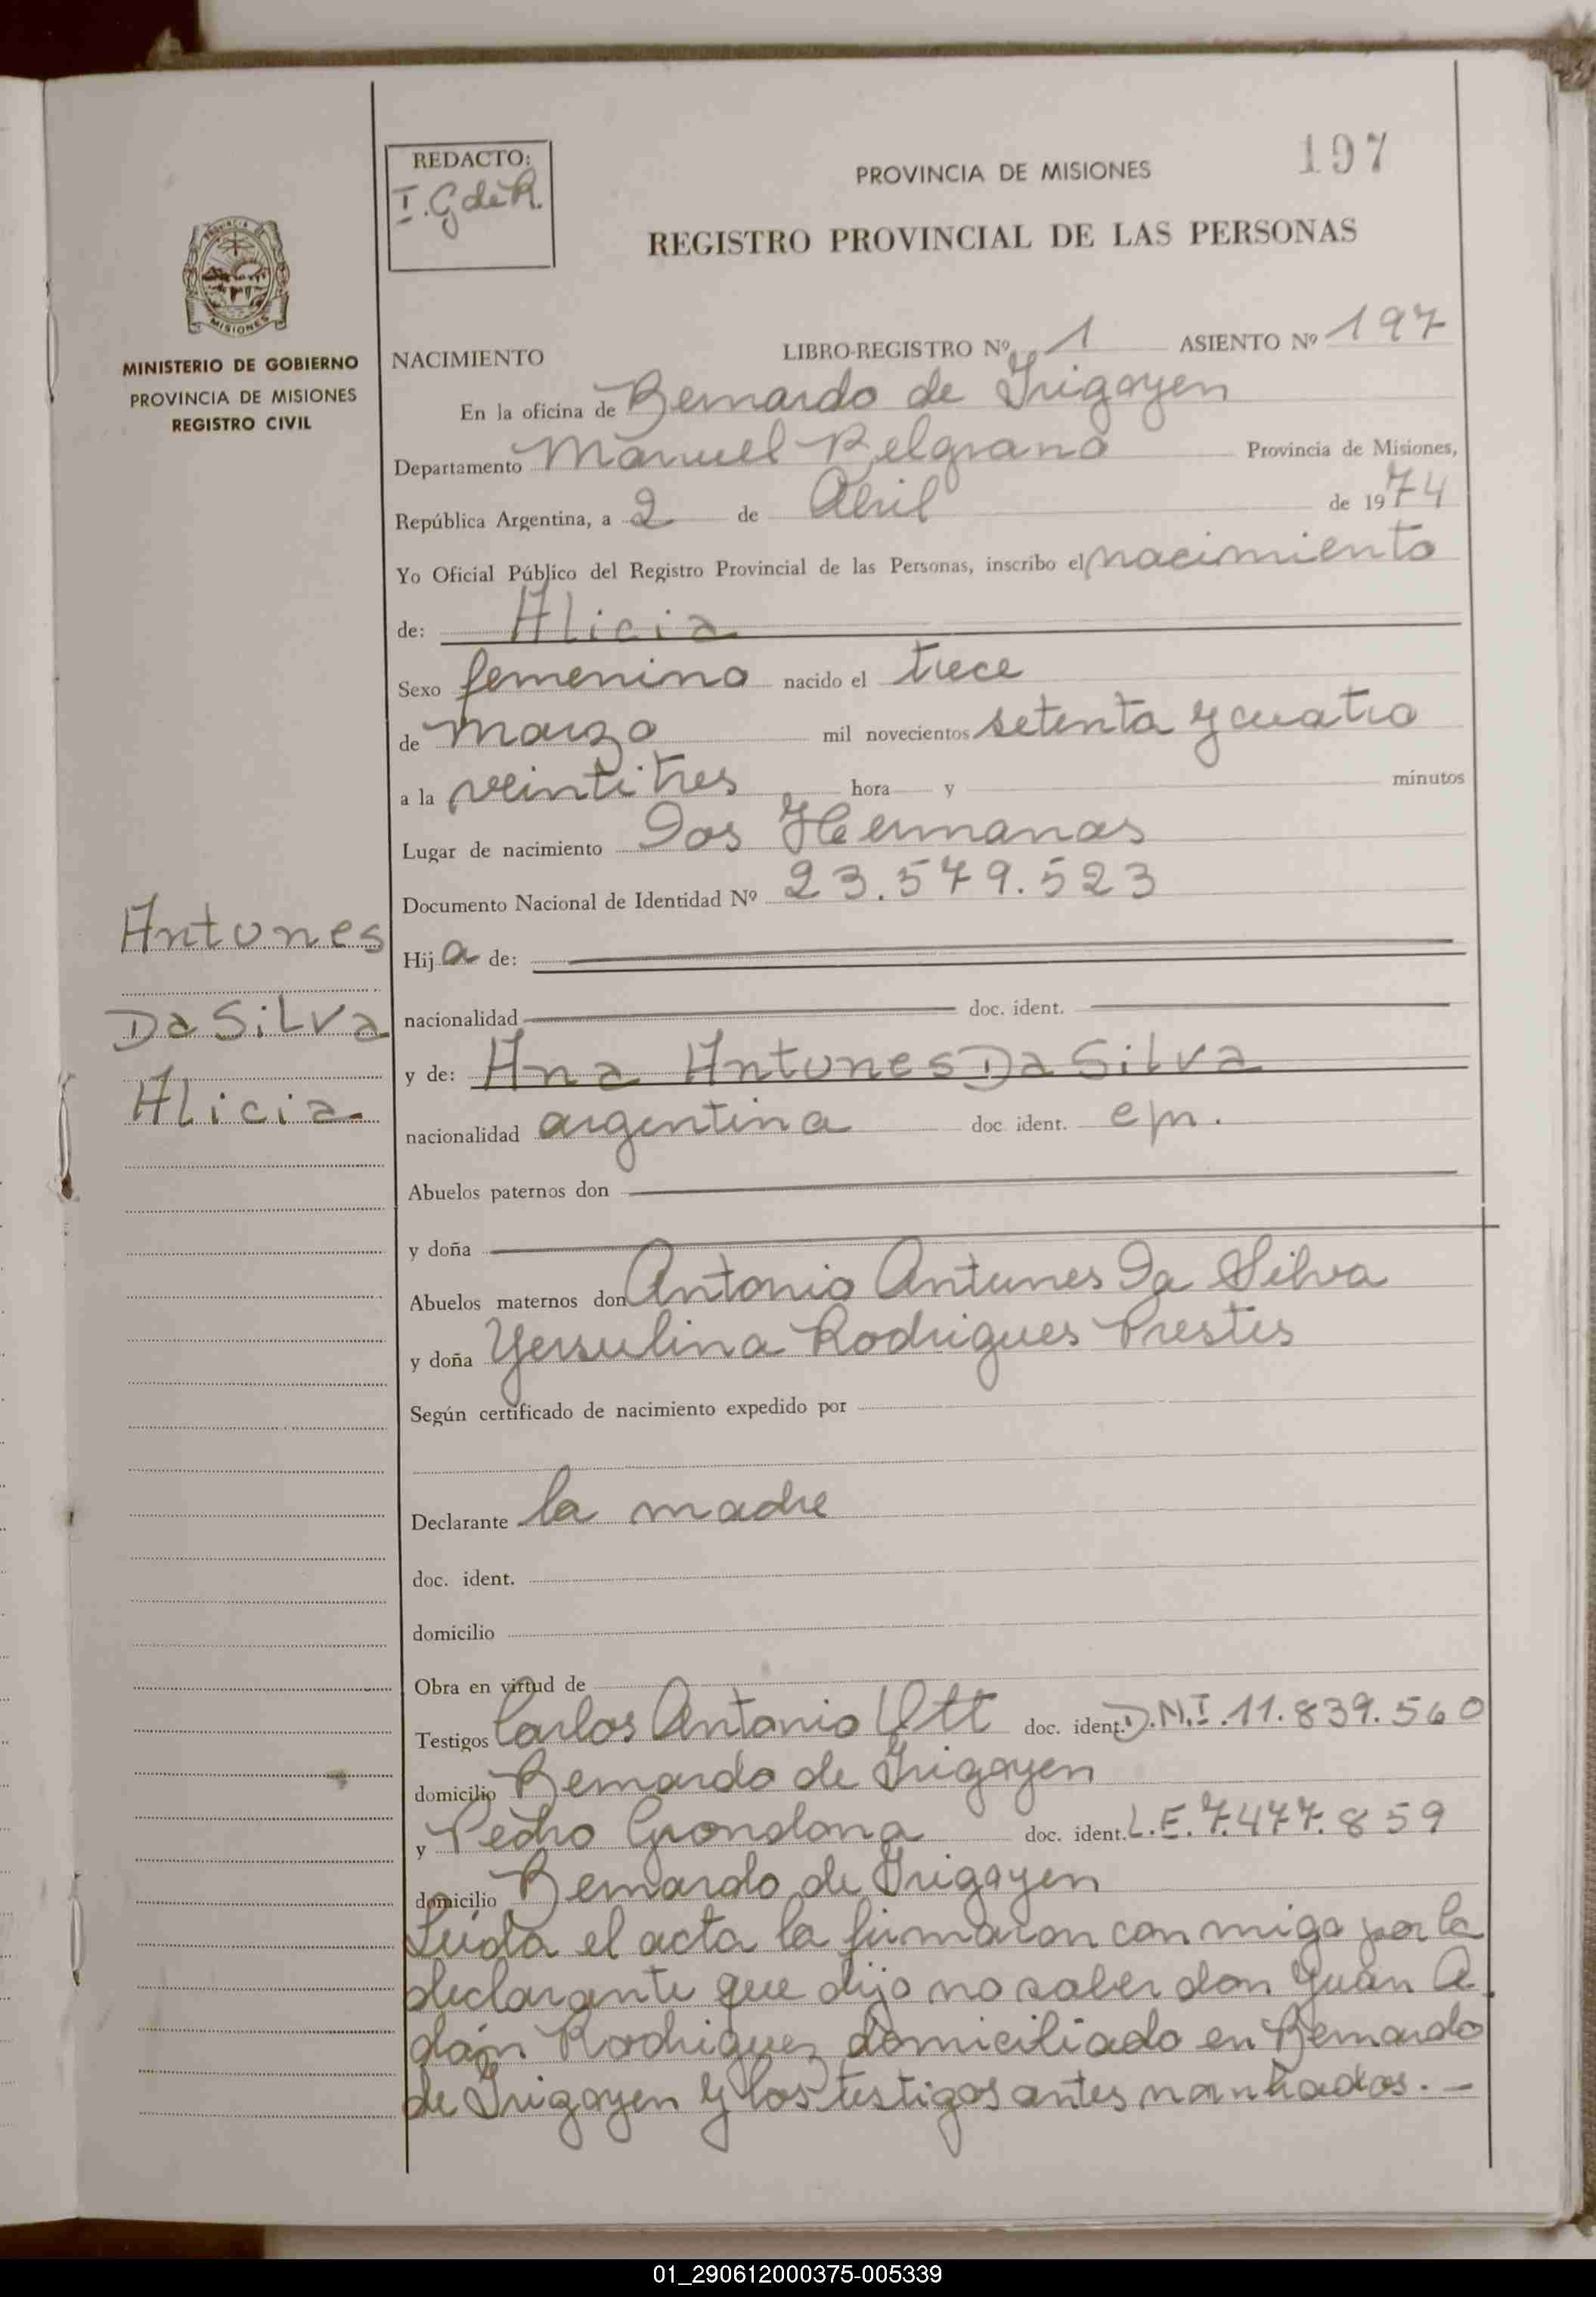 197
REDACTO:
I. G de R.
PROVINCIA DE MISIONES
REGISTRO PROVINCIAL DE LAS PERSONAS
PROVINCIA DE
MISIONES
MINISTERIO DE GOBIERNO
PROVINCIA DE MISIONES
REGISTRO CIVIL
NACIMIENTO LIBRO-REGISTRO Nº 1 ASIENTO Nº 197
En la oficina de Bernardo de Irigoyen
Departamento Manuel Belgrano Provincia de Misiones,
República Argentina, a 2 de Abril de 1974
Yo Oficial Público del Registro Provincial de las Personas, inscribo el nacimiento
de: Alicia
Sexo femenino nacido el trece
de marzo mil novecientos setenta y cuatro
a la veintitres hora y minutos
Lugar de nacimiento Dos Hermanas
Documento Nacional de Identidad Nº 23.579.523
Antunes
Da Silva
Alicia
Hija de:
nacionalidad doc. ident.
y de: Ana Antunes Da Silva
nacionalidad argentina doc ident. e/n.
Abuelos paternos don
y doña
Abuelos maternos don Antonio Antunes Da Silva
y doña Yersulina Rodrigues Prestes
Según certificado de nacimiento expedido por
Declarante la madre
doc. ident.
domicilio
Obra en virtud de
Testigos Carlos Antonio Ott doc. ident. D.N.I. 11.839.560
domicilio Bernardo de Irigoyen
y Pedro Grondona doc. ident. L.E. 7.477.859
domicilio Bernardo de Irigoyen
Leída el acta la firmaron conmigo por la
declarante que dijo no saber don Juan A
dán Rodriguez domiciliado en Bernardo
de Irigoyen y los testigos antes nombrados. —
01_290612000375-005339